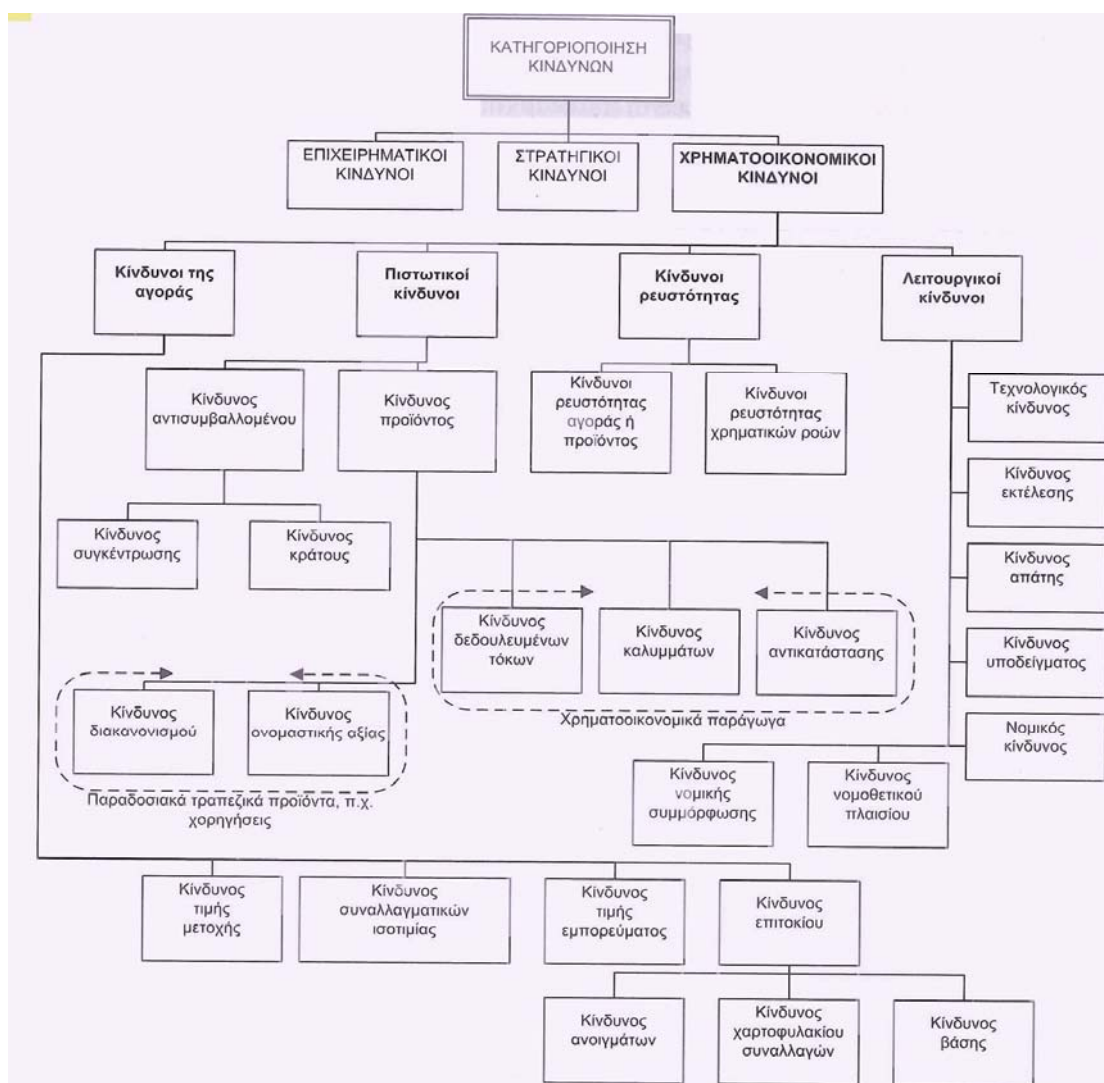 ΚΑΤΗΓΟΡΙΟΠΟΙΗΣΗ
ΚΙΝΔΥΝΩΝ
ΕΠΙΧΕΙΡΗΜΑΤΙΚΟΙ
ΚΙΝΔΥΝΟΙ
ΣΤΡΑΤΗΓΙΚΟΙ
ΚΙΝΔΥΝΟΙ
ΧΡΗΜΑΤΟΟΙΚΟΝΟΜΙΚΟΙ
ΚΙΝΔΥΝΟΙ
Κίνδυνοι της
αγοράς
Πιστωτικοί
κίνδυνοι
Κίνδυνοι
ρευστότητας
Λειτουργικοί
κίνδυνοι
Κίνδυνος
αντισυμβαλλομένου
Κίνδυνος
προϊόντος
Κίνδυνοι
ρευστότητας
αγοράς ή
προϊόντος
Κίνδυνοι
ρευστότητας
χρηματικών ροών
Τεχνολογικός
κίνδυνος
Κίνδυνος
εκτέλεσης
Κίνδυνος
απάτης
Κίνδυνος
υποδείγματος
Νομικός
κίνδυνος
Κίνδυνος
συγκέντρωσης
Κίνδυνος
κράτους
Κίνδυνος
δεδουλευμένων
τόκων
Κίνδυνος
καλυμμάτων
Κίνδυνος
αντικατάστασης
Χρηματοοικονομικά παράγωγα
Κίνδυνος
διακανονισμού
Κίνδυνος
ονομαστικής αξίας
Παραδοσιακά τραπεζικά προϊόντα, π.χ.
χορηγήσεις
Κίνδυνος
νομικής
συμμόρφωσης
Κίνδυνος
νομοθετικού
πλαισίου
Κίνδυνος
τιμής
μετοχής
Κίνδυνος
συναλλαγματικών
ισοτιμίας
Κίνδυνος
τιμής
εμπορεύματος
Κίνδυνος
επιτοκίου
Κίνδυνος
ανοιγμάτων
Κίνδυνος
χαρτοφυλακίου
συναλλαγών
Κίνδυνος
βάσης